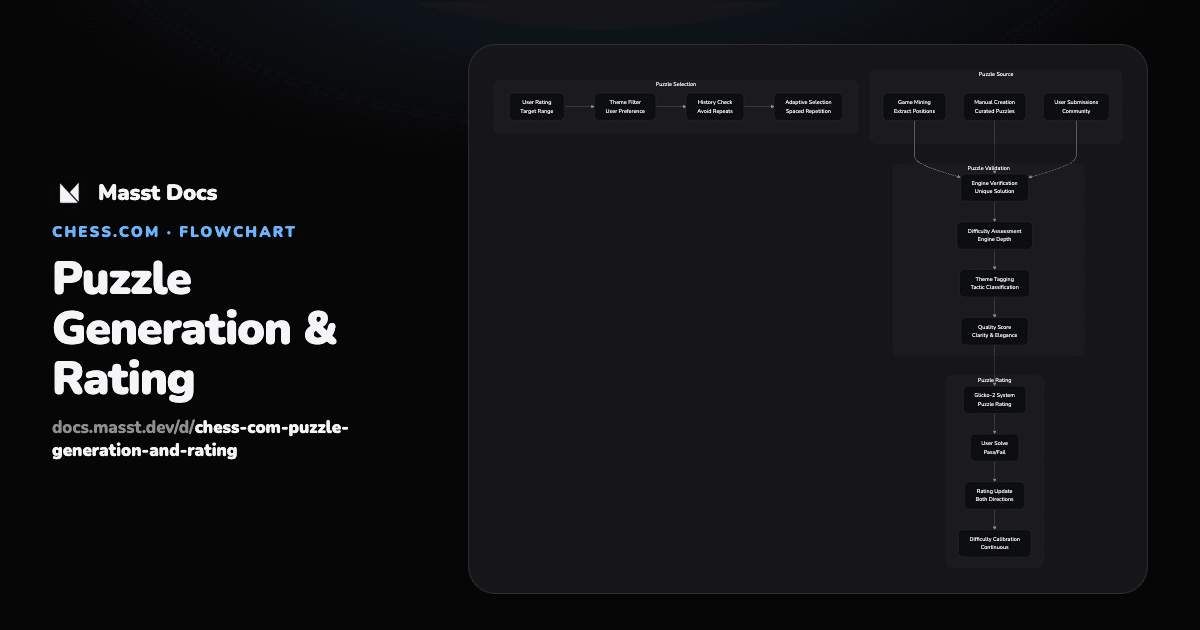 Masst Docs
CHESS.COM · FLOWCHART
Puzzle
Generation &
Rating
docs.masst.dev/d/chess-com-puzzle-
generation-and-rating
Puzzle Selection
User Rating
Target Range
Theme Filter
User Preference
History Check
Avoid Repeats
Adaptive Selection
Spaced Repetition
Puzzle Source
Game Mining
Extract Positions
Manual Creation
Curated Puzzles
User Submissions
Community
Puzzle Validation
Engine Verification
Unique Solution
Difficulty Assessment
Engine Depth
Theme Tagging
Tactic Classification
Quality Score
Clarity & Elegance
Puzzle Rating
Glicko-2 System
Puzzle Rating
User Solve
Pass/Fail
Rating Update
Both Directions
Difficulty Calibration
Continuous